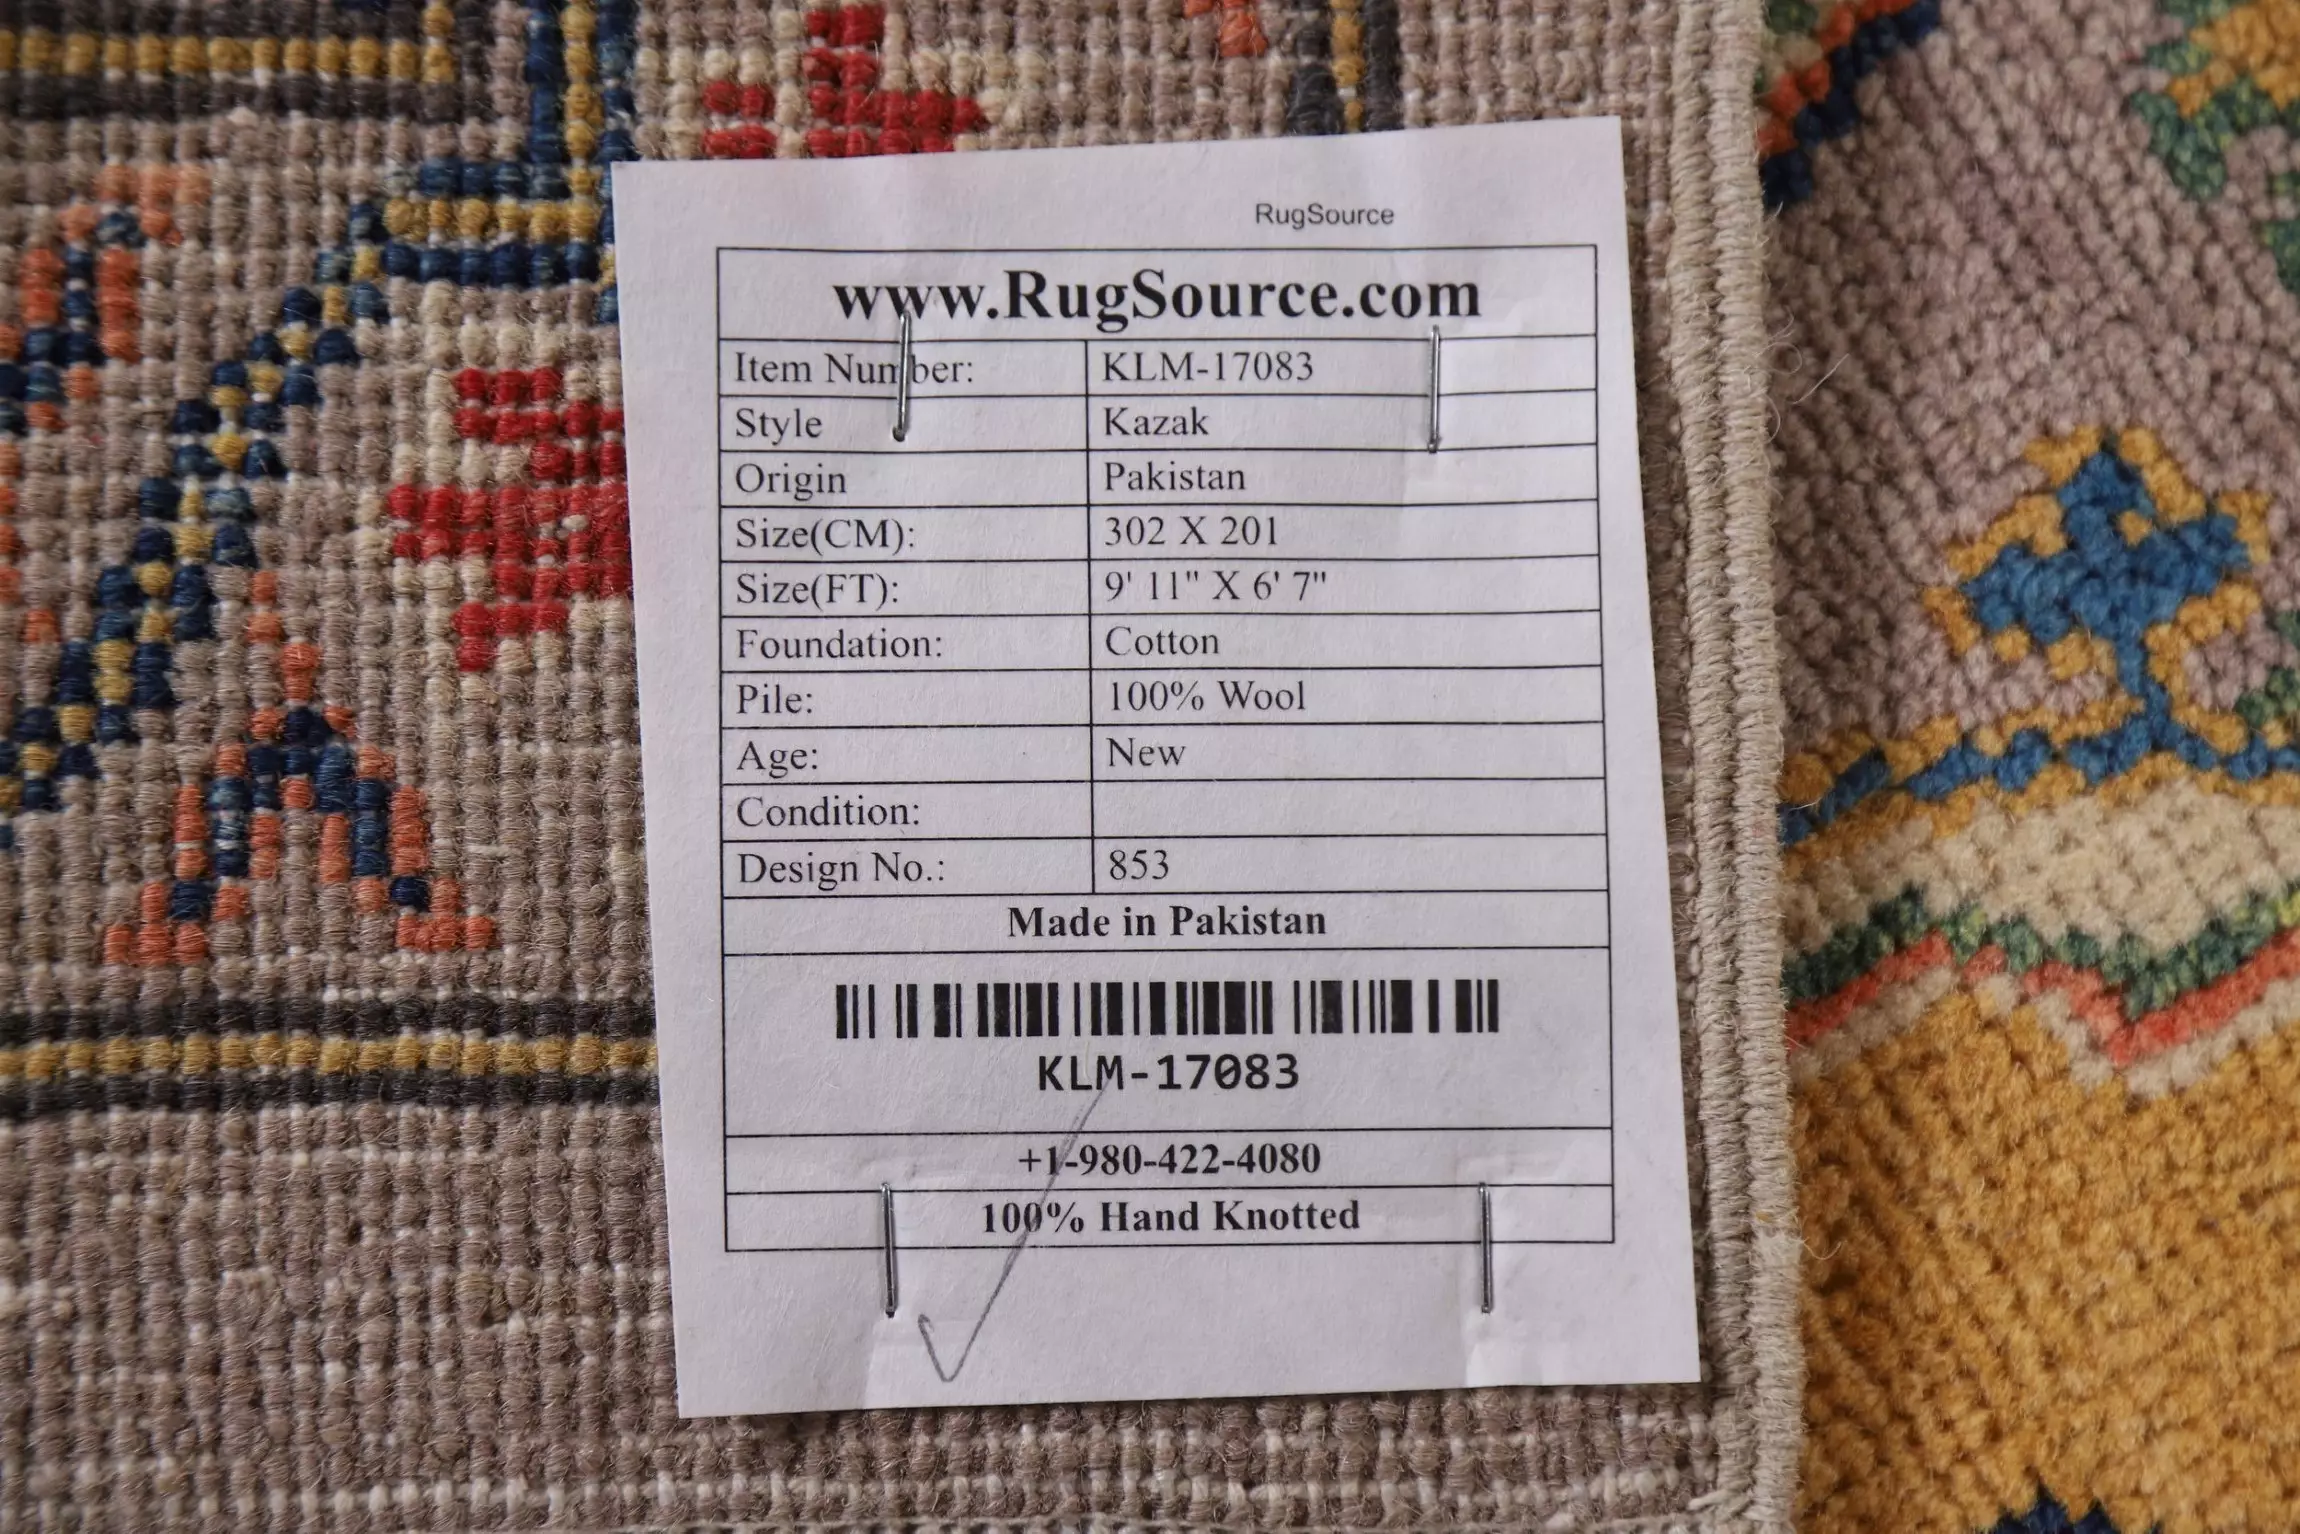 RugSource
www.RugSource.com
Item Number: KLM-17083
Style Kazak
Origin Pakistan
Size(CM): 302 X 201
Size(FT): 9' 11" X 6' 7"
Foundation: Cotton
Pile: 100% Wool
Age: New
Condition:
Design No.: 853
Made in Pakistan
KLM-17083
+1-980-422-4080
100% Hand Knotted